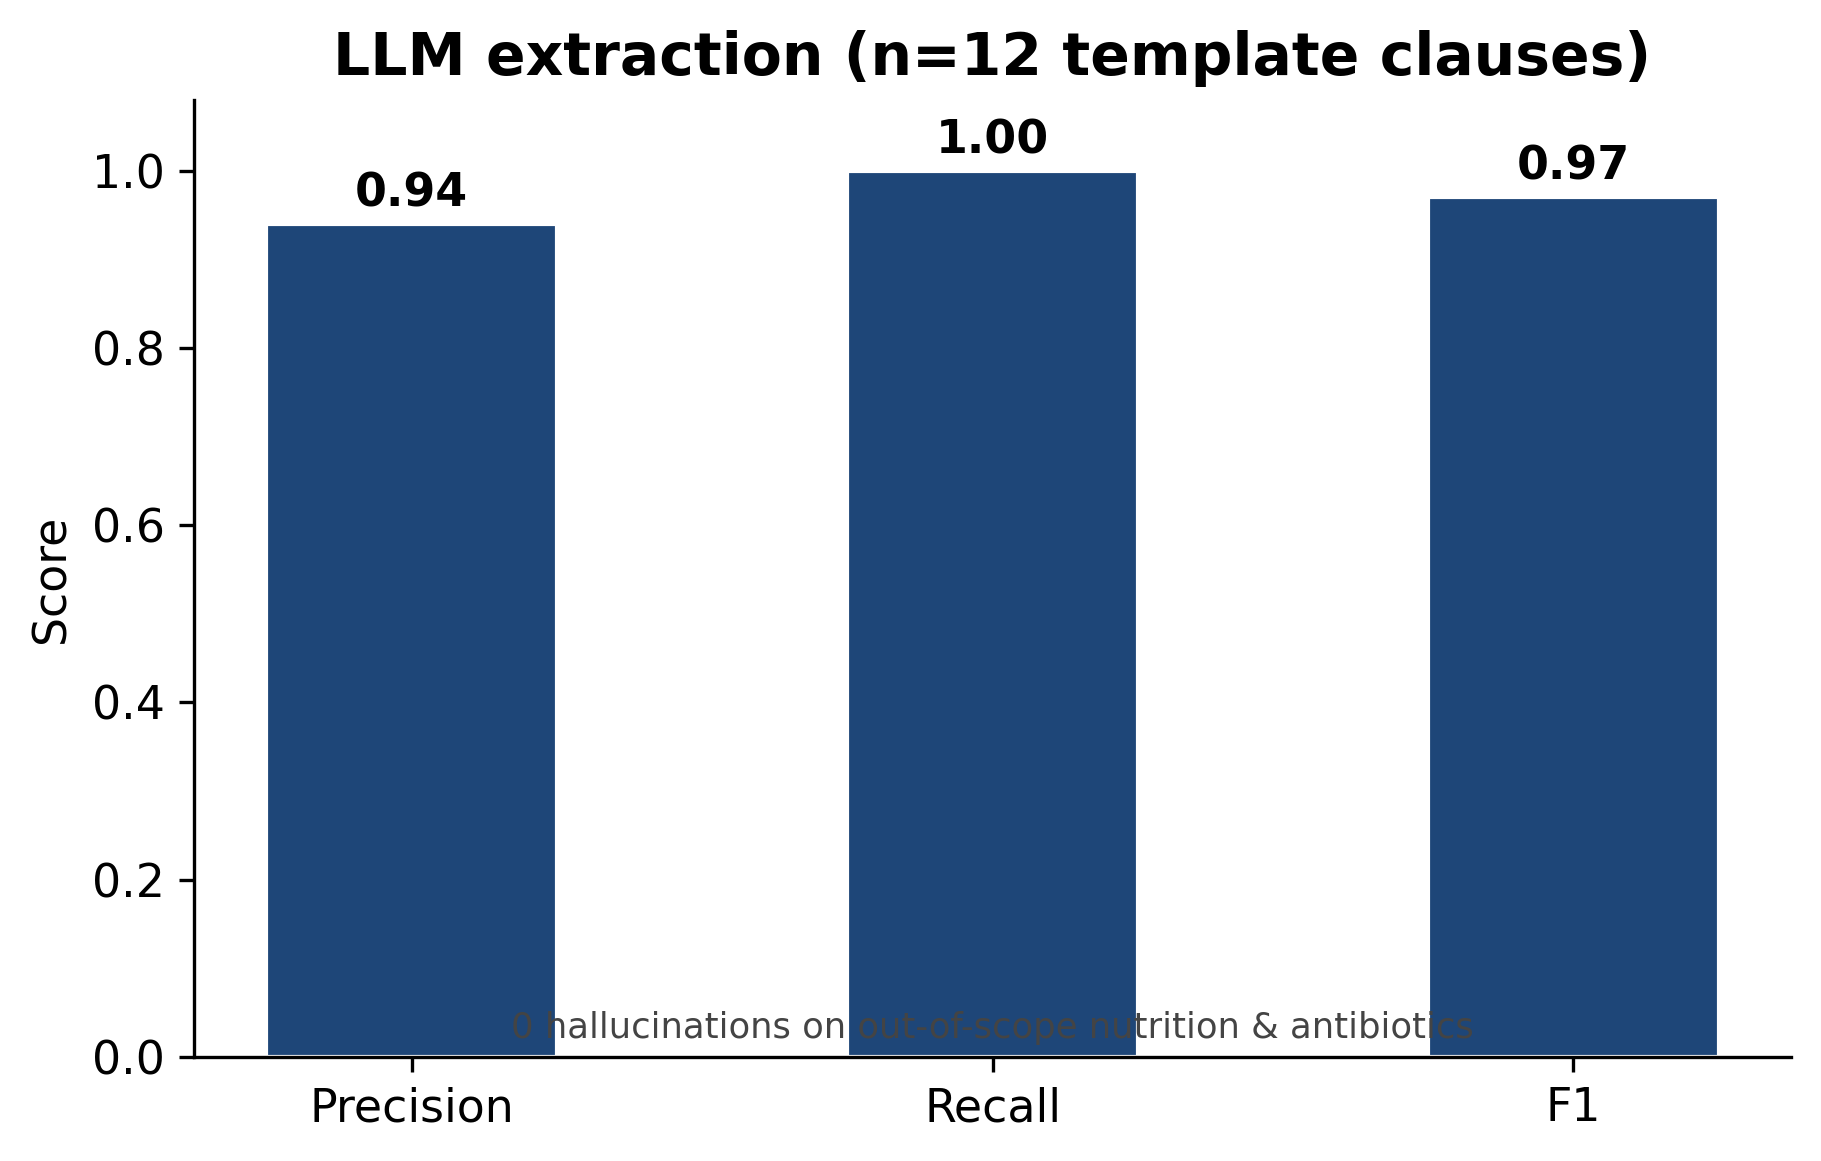 LLM extraction (n=12 template clauses)
0.94
1.00
0.97
1.0
0.8
0.6
0.4
0.2
0.0
Score
0 hallucinations on out-of-scope nutrition & antibiotics
Precision
Recall
F1